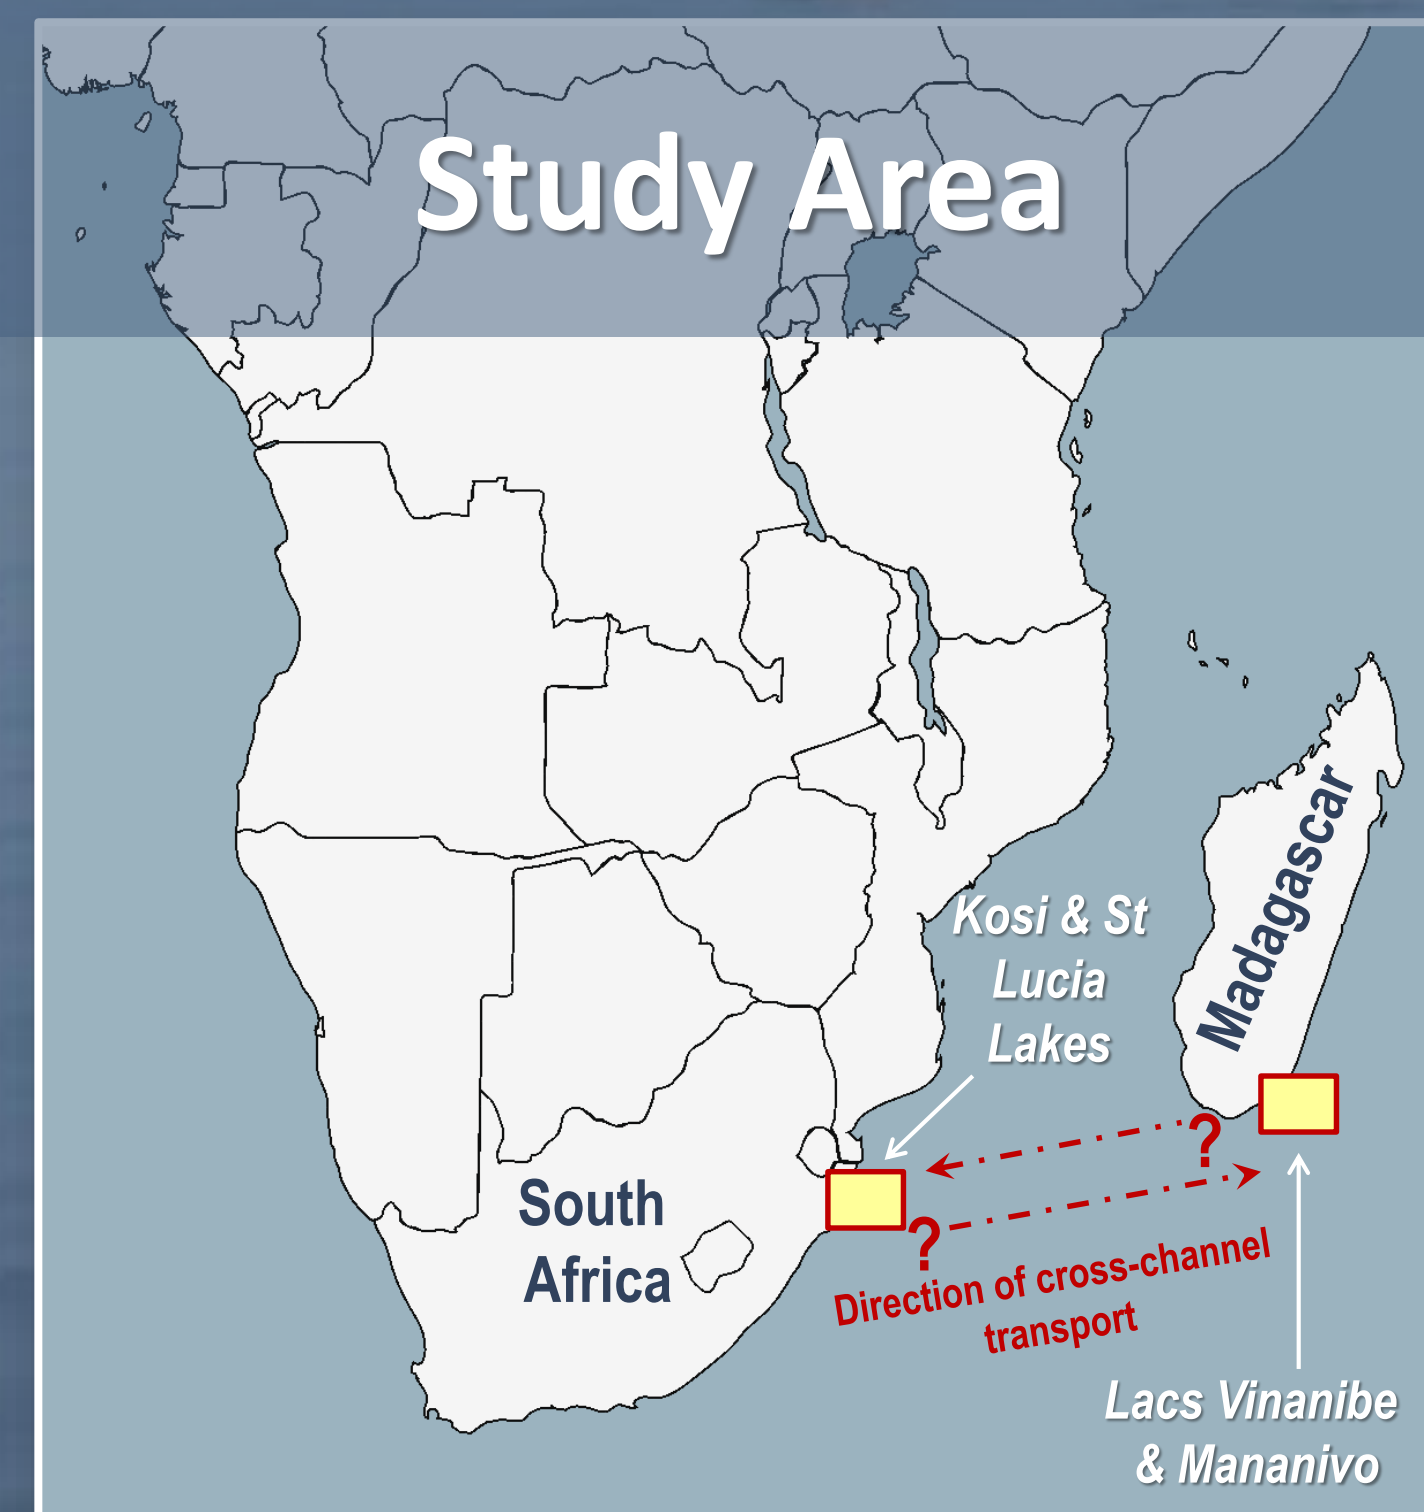 Study Area
Madagascar
Kosi & St
Lucia
Lakes
South
Africa
?
?
Direction of cross-channel
transport
Lacs Vinanibe
& Mananivo